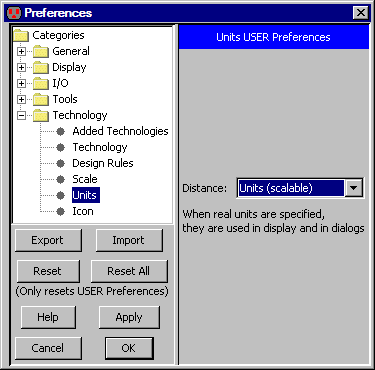 Preferences
Categories
General
Display
I/O
Tools
Technology
Added Technologies
Technology
Design Rules
Scale
Units
Icon
Export Import
Reset Reset All
(Only resets USER Preferences)
Help Apply
Cancel OK
Units USER Preferences
Distance: Units (scalable)
When real units are specified,
they are used in display and in dialogs